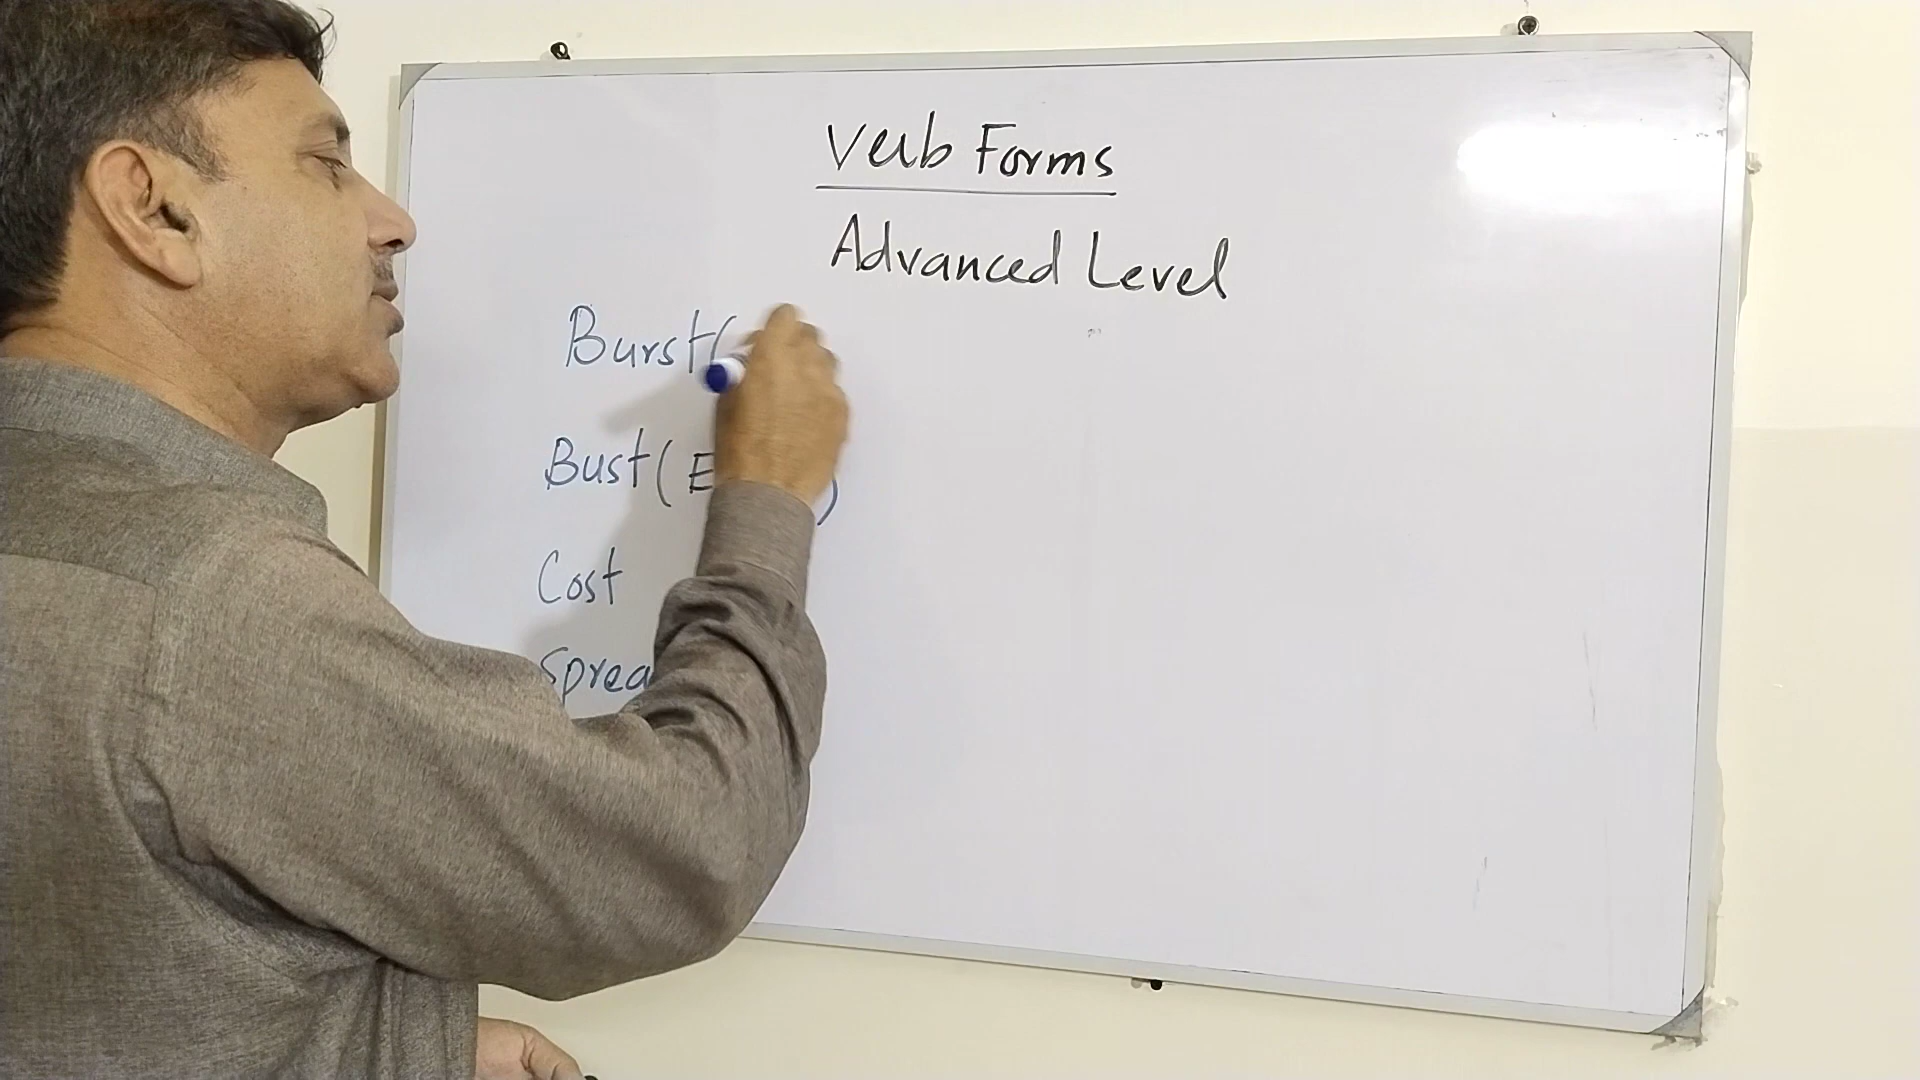 Verb Forms
Advanced Level
Burst (
Bust ( E )
Cost
Sprea